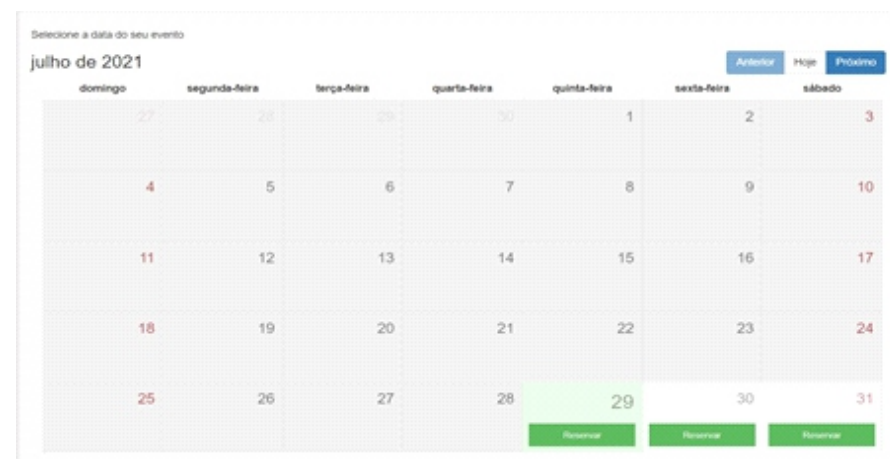 Selecione a data do seu evento
julho de 2021
Anterior Hoje Próximo
domingo segunda-feira terça-feira quarta-feira quinta-feira sexta-feira sábado
27 28 29 30 1 2 3
4 5 6 7 8 9 10
11 12 13 14 15 16 17
18 19 20 21 22 23 24
25 26 27 28 29 30 31
Reservar Reservar Reservar